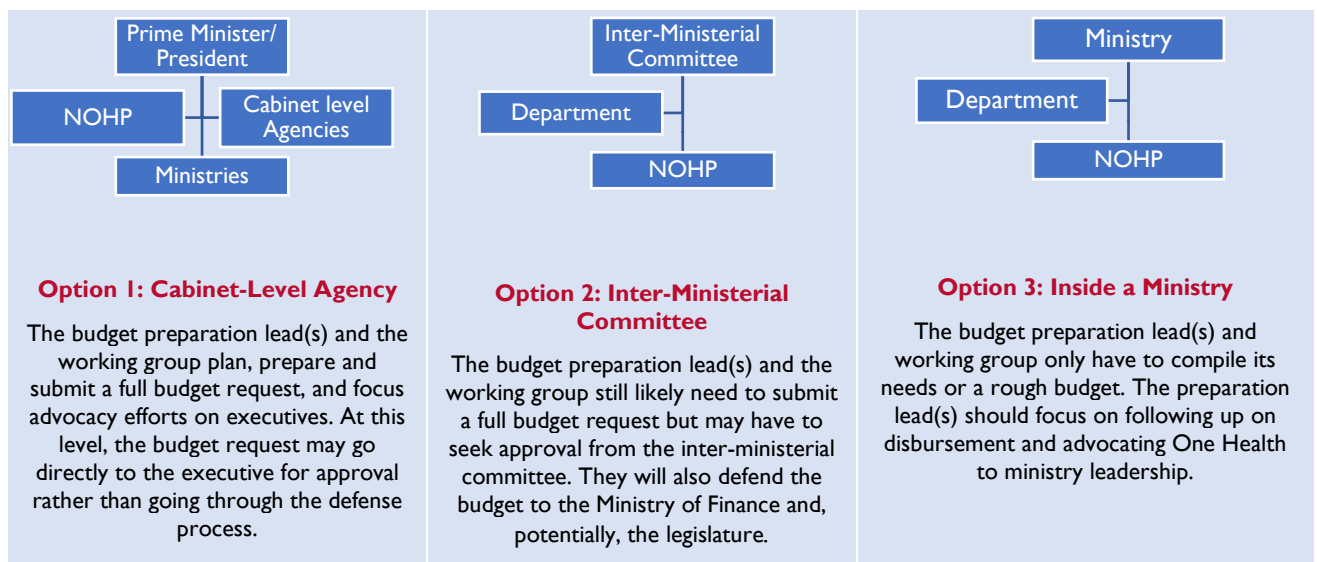 Prime Minister/
President
NOHP
Cabinet level
Agencies
Ministries
Option 1: Cabinet-Level Agency
The budget preparation lead(s) and the
working group plan, prepare and
submit a full budget request, and focus
advocacy efforts on executives. At this
level, the budget request may go
directly to the executive for approval
rather than going through the defense
process.
Inter-Ministerial
Committee
Department
NOHP
Option 2: Inter-Ministerial
Committee
The budget preparation lead(s) and the
working group still likely need to submit
a full budget request but may have to
seek approval from the inter-ministerial
committee. They will also defend the
budget to the Ministry of Finance and,
potentially, the legislature.
Ministry
Department
NOHP
Option 3: Inside a Ministry
The budget preparation lead(s) and
working group only have to compile its
needs or a rough budget. The preparation
lead(s) should focus on following up on
disbursement and advocating One Health
to ministry leadership.